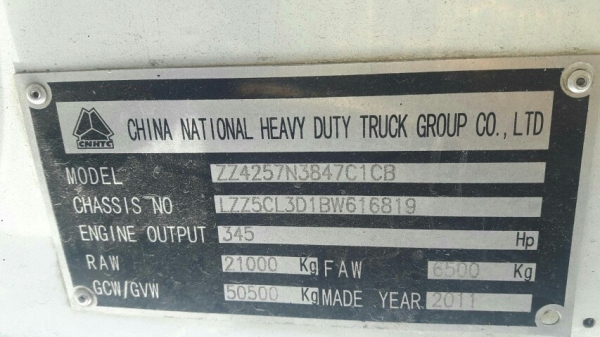 CNHTC
CHINA NATIONAL HEAVY DUTY TRUCK GROUP CO., LTD
MODEL ZZ4257N3847C1CB
CHASSIS NO LZZ5CL3D1BW616819
ENGINE OUTPUT 345 Hp
RAW 21000 Kg FAW 6500 Kg
GCW/GVW 50500 Kg MADE YEAR 2011